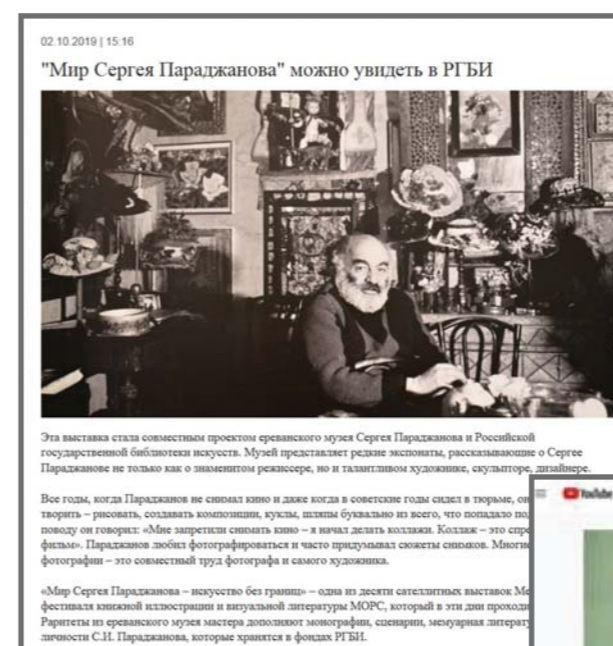 02.10.2019 | 15:16
"Мир Сергея Параджанова" можно увидеть в РГБИ
Эта выставка стала совместным проектом ереванского музея Сергея Параджанова и Российской
государственной библиотеки искусств. Музей представляет редкие экспонаты, рассказывающие о Сергее
Параджанове не только как о знаменитом режиссере, но и талантливом художнике, скульпторе, дизайнере.
Все годы, когда Параджанов не снимал кино и даже когда в советские годы сидел в тюрьме, он
творить – рисовать, создавать композиции, куклы, шляпы буквально из всего, что попадало по
поводу он говорил: «Мне запретили снимать кино – я начал делать коллажи. Коллаж – это спре
фильм». Параджанов любил фотографироваться и часто придумывал сюжеты снимков. Многие
фотографии – это совместный труд фотографа и самого художника.
«Мир Сергея Параджанова – искусство без границ» – одна из десяти сателлитных выставок Ме
фестиваля книжной иллюстрации и визуальной литературы МОРС, который в эти дни проходи
Раритеты из ереванского музея мастера дополняют монографии, сценарии, мемуарная литерату
личности С.И. Параджанова, которые хранятся в фондах РГБИ.
YouTube